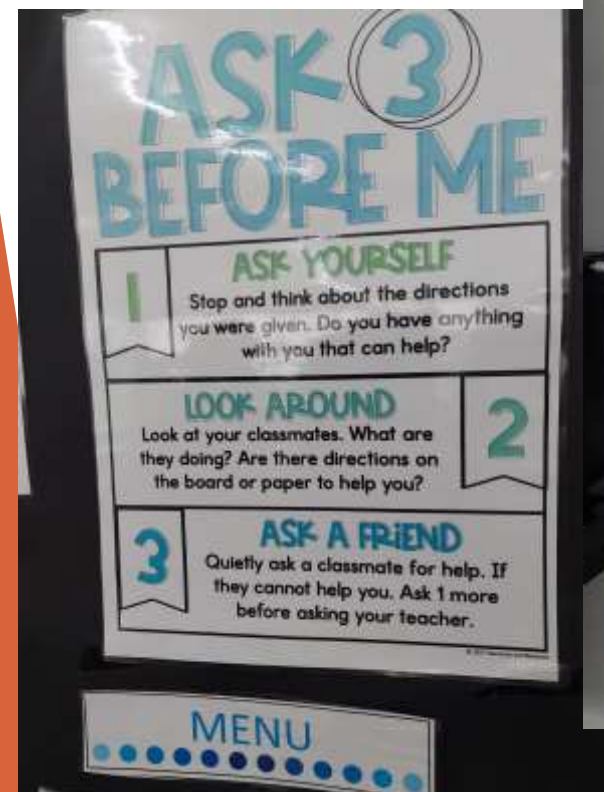 ASK 3
BEFORE ME
1
ASK YOURSELF
Stop and think about the directions
you were given. Do you have anything
with you that can help?
LOOK AROUND
2
Look at your classmates. What are
they doing? Are there directions on
the board or paper to help you?
3
ASK A FRiEND
Quietly ask a classmate for help. If
they cannot help you. Ask 1 more
before asking your teacher.
MENU